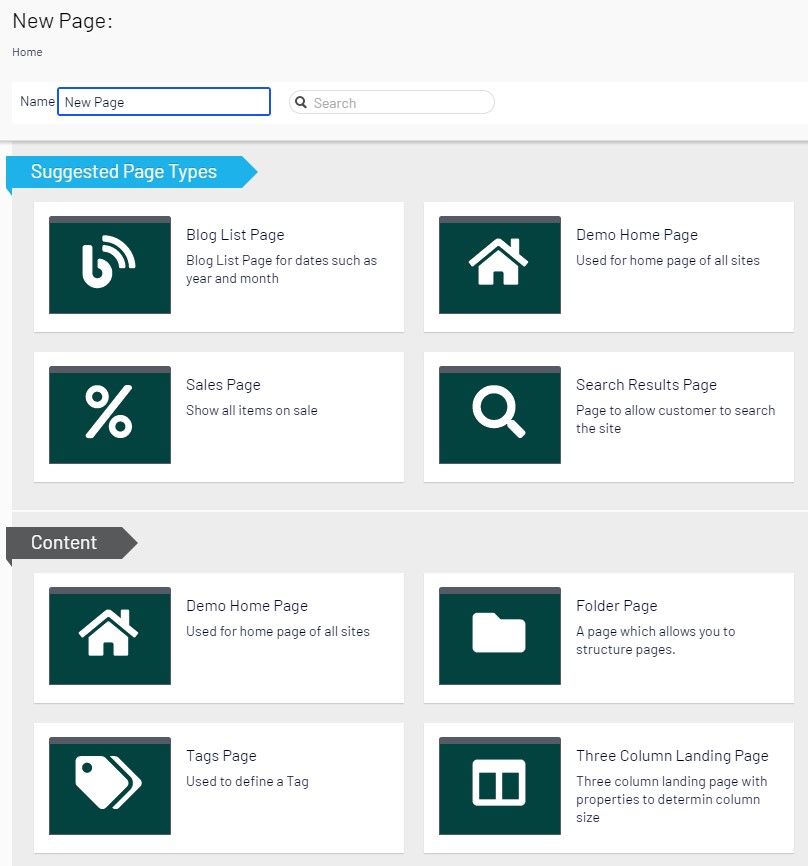 New Page:
Home
Name New Page Search
Suggested Page Types
Blog List Page
Blog List Page for dates such as
year and month
Demo Home Page
Used for home page of all sites
Sales Page
Show all items on sale
Search Results Page
Page to allow customer to search
the site
Content
Demo Home Page
Used for home page of all sites
Folder Page
A page which allows you to
structure pages.
Tags Page
Used to define a Tag
Three Column Landing Page
Three column landing page with
properties to determin column
size